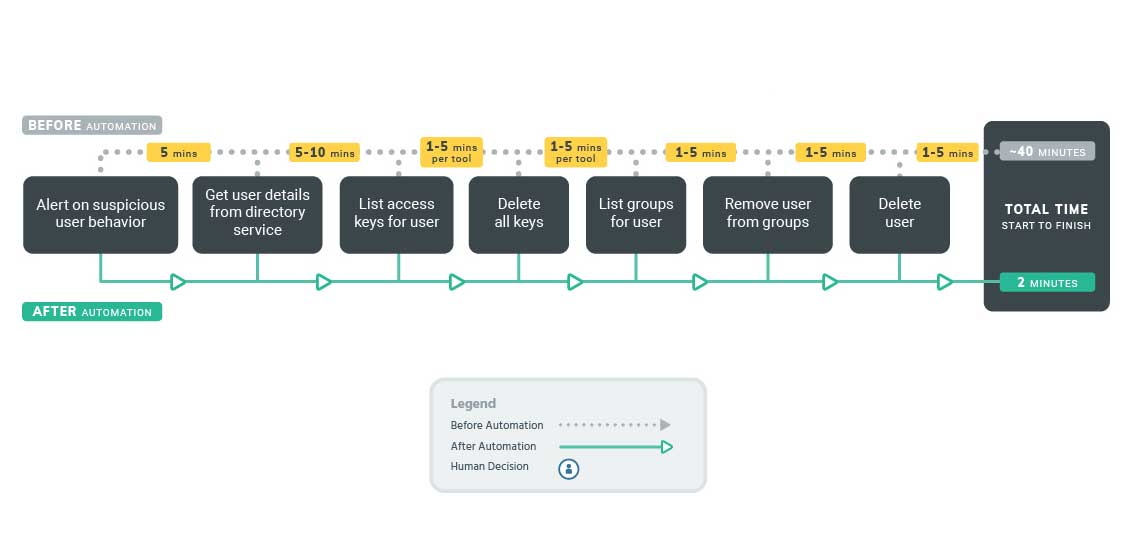 BEFORE AUTOMATION
5 mins
5-10 mins
1-5 mins
per tool
1-5 mins
per tool
1-5 mins
1-5 mins
1-5 mins
~40 MINUTES
Alert on suspicious
user behavior
Get user details
from directory
service
List access
keys for user
Delete
all keys
List groups
for user
Remove user
from groups
Delete
user
TOTAL TIME
START TO FINISH
2 MINUTES
AFTER AUTOMATION
Legend
Before Automation
After Automation
Human Decision